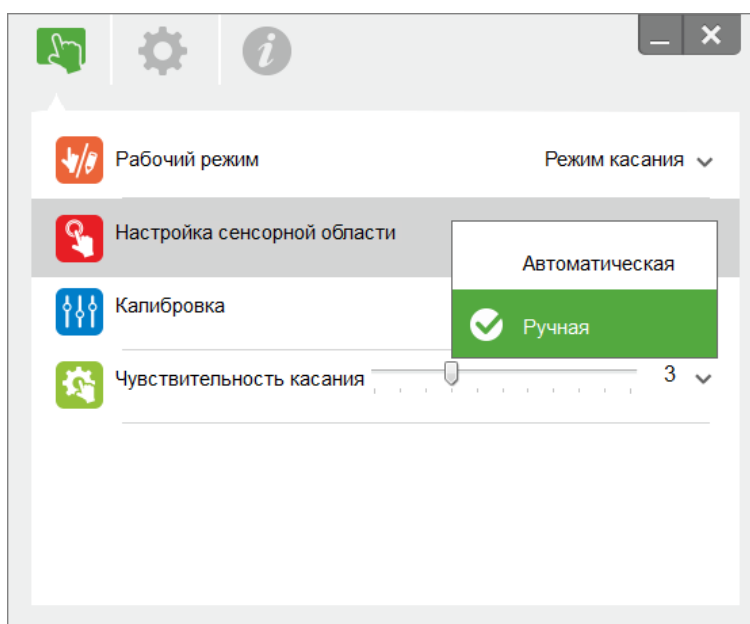 Рабочий режим Режим касания
Настройка сенсорной области
Автоматическая
Калибровка
Ручная
Чувствительность касания 3